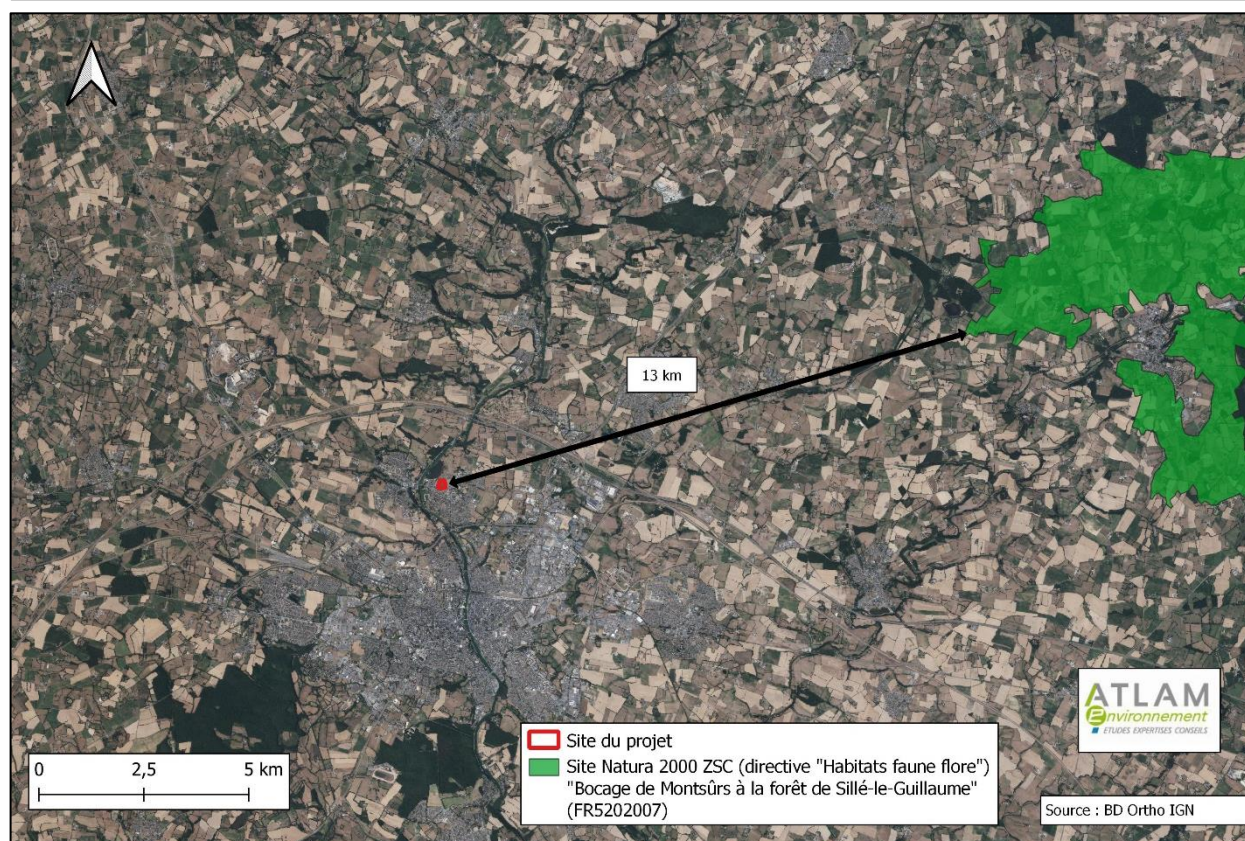 13 km
ATLAM
environnement
ETUDES EXPERTISES CONSEILS
Site du projet
Site Natura 2000 ZSC (directive "Habitats faune flore")
"Bocage de Montsûrs à la forêt de Sillé-le-Guillaume"
(FR5202007)
0 2,5 5 km
Source : BD Ortho IGN